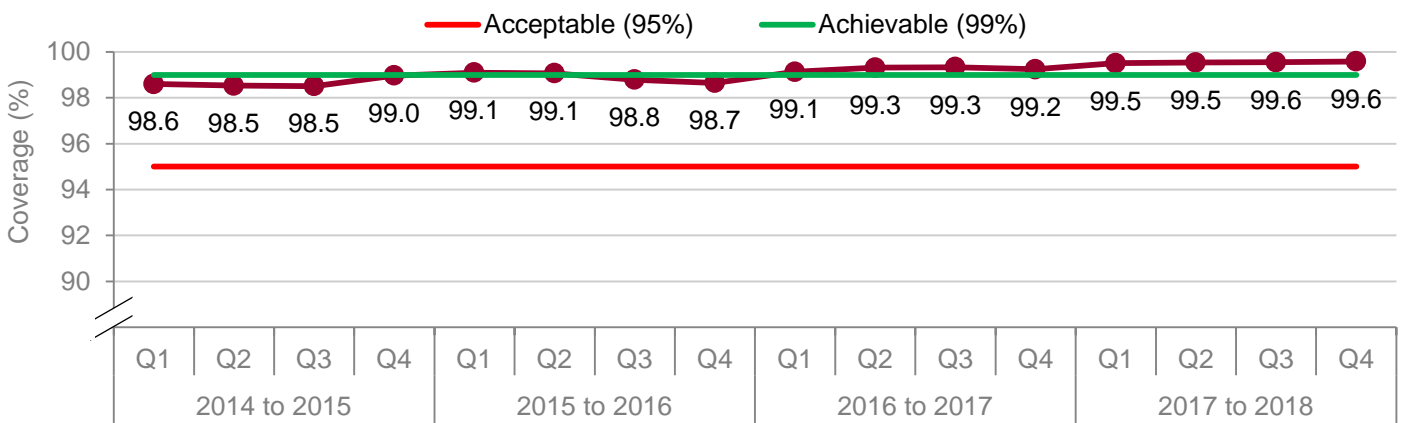 Acceptable (95%) Achievable (99%)
Coverage (%)
100
98
96
94
92
90
98.6 98.5 98.5 99.0 99.1 99.1 98.8 98.7 99.1 99.3 99.3 99.2 99.5 99.5 99.6 99.6
Q1 Q2 Q3 Q4 Q1 Q2 Q3 Q4 Q1 Q2 Q3 Q4 Q1 Q2 Q3 Q4
2014 to 2015 2015 to 2016 2016 to 2017 2017 to 2018